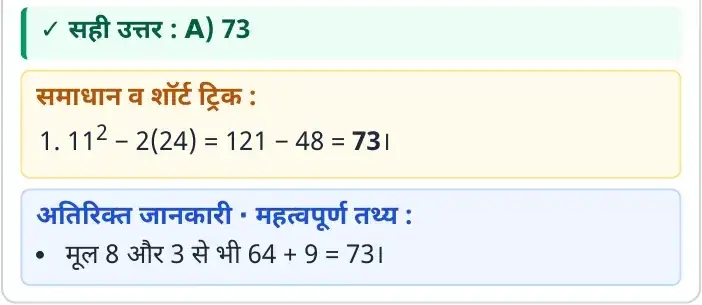 ✓ सही उत्तर : A) 73
समाधान व शॉर्ट ट्रिक :
1. 11² − 2(24) = 121 − 48 = 73।
अतिरिक्त जानकारी · महत्वपूर्ण तथ्य :
• मूल 8 और 3 से भी 64 + 9 = 73।